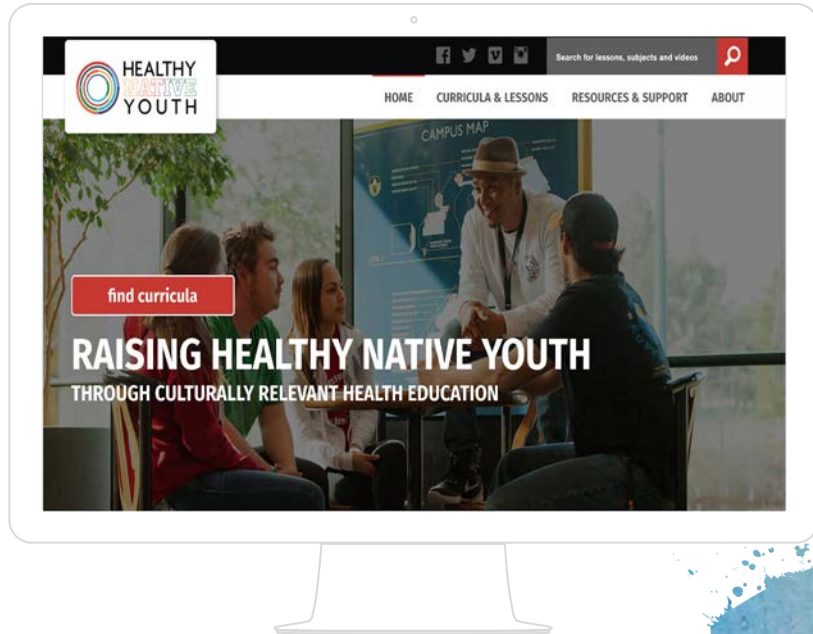 HEALTHY
NATIVE
YOUTH
Search for lessons, subjects and videos
HOME CURRICULA & LESSONS RESOURCES & SUPPORT ABOUT
CAMPUS MAP
find curricula
RAISING HEALTHY NATIVE YOUTH
THROUGH CULTURALLY RELEVANT HEALTH EDUCATION